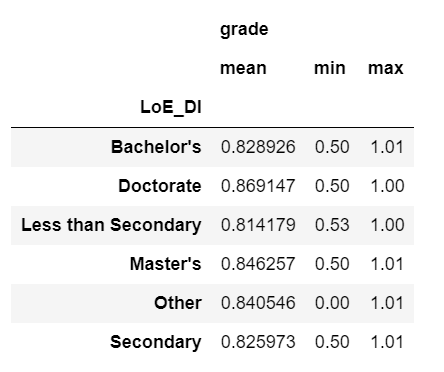 grade
mean min max
LoE_DI
Bachelor's 0.828926 0.50 1.01
Doctorate 0.869147 0.50 1.00
Less than Secondary 0.814179 0.53 1.00
Master's 0.846257 0.50 1.01
Other 0.840546 0.00 1.01
Secondary 0.825973 0.50 1.01